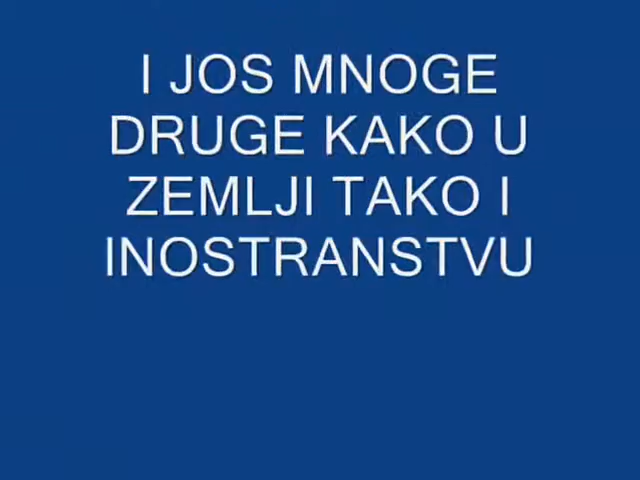 I JOS MNOGE
DRUGE KAKO U
ZEMLJI TAKO I
INOSTRANSTVU